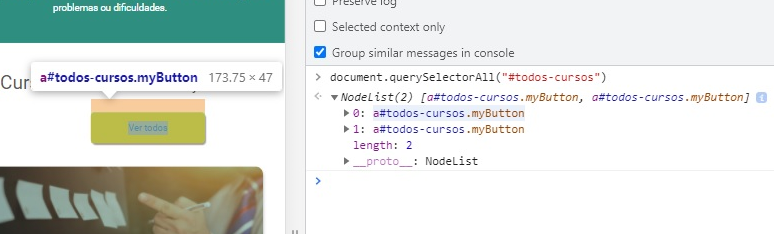 problemas ou dificuldades.
Preserve log
Selected context only
Group similar messages in console
a#todos-cursos.myButton 173.75 × 47
Cur
Ver todos
> document.querySelectorAll("#todos-cursos")
NodeList(2) [a#todos-cursos.myButton, a#todos-cursos.myButton]
0: a#todos-cursos.myButton
1: a#todos-cursos.myButton
length: 2
__proto__: NodeList
>